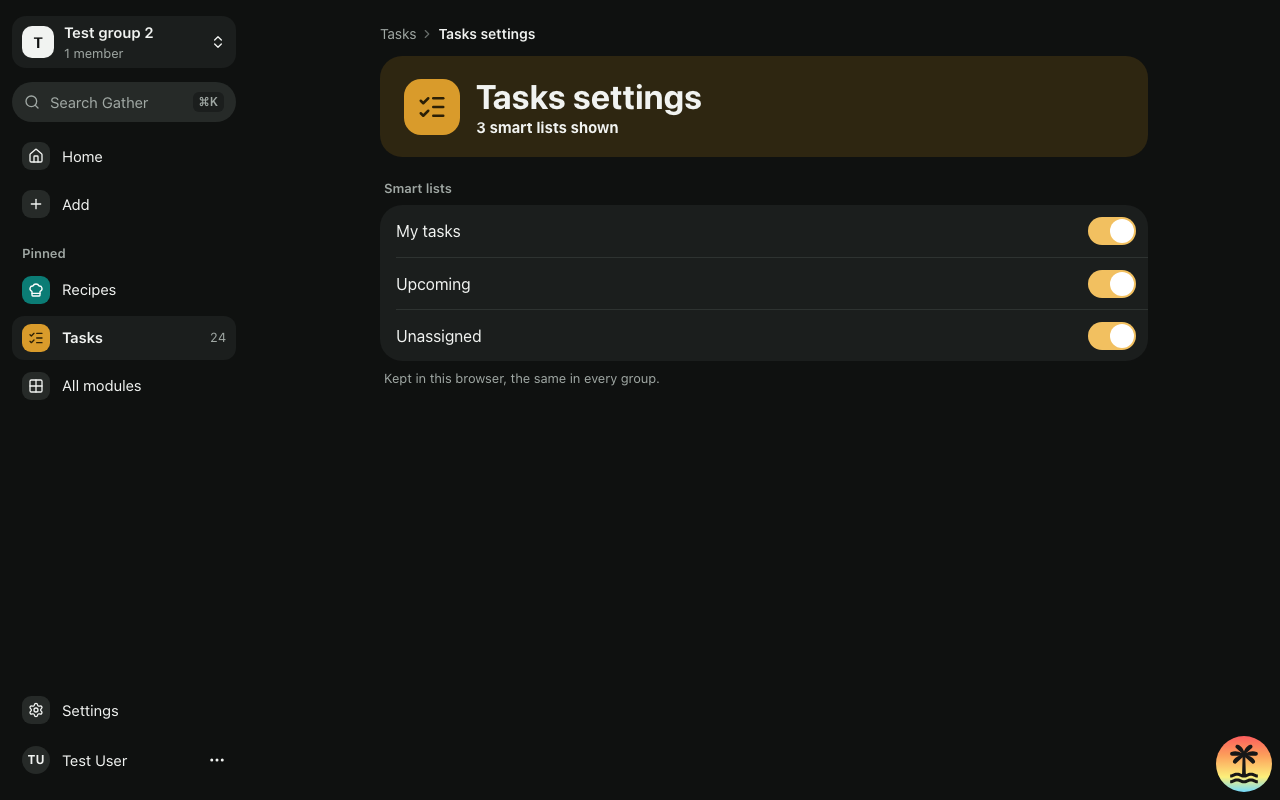 T
Test group 2
1 member
Search Gather
⌘K
Home
Add
Pinned
Recipes
Tasks
24
All modules
Settings
TU
Test User
Tasks
Tasks settings
Tasks settings
3 smart lists shown
Smart lists
My tasks
Upcoming
Unassigned
Kept in this browser, the same in every group.